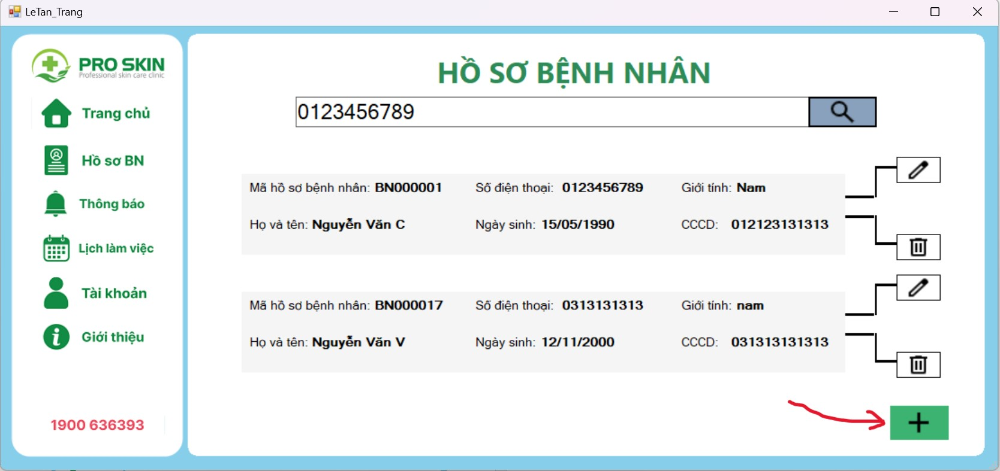 LeTan_Trang
PRO SKIN
Professional skin care clinic
Trang chủ
Hồ sơ BN
Thông báo
Lịch làm việc
Tài khoản
Giới thiệu
1900 636393
HỒ SƠ BỆNH NHÂN
0123456789
Mã hồ sơ bệnh nhân: BN000001 Số điện thoại: 0123456789 Giới tính: Nam
Họ và tên: Nguyễn Văn C Ngày sinh: 15/05/1990 CCCD: 012123131313
Mã hồ sơ bệnh nhân: BN000017 Số điện thoại: 0313131313 Giới tính: nam
Họ và tên: Nguyễn Văn V Ngày sinh: 12/11/2000 CCCD: 031313131313